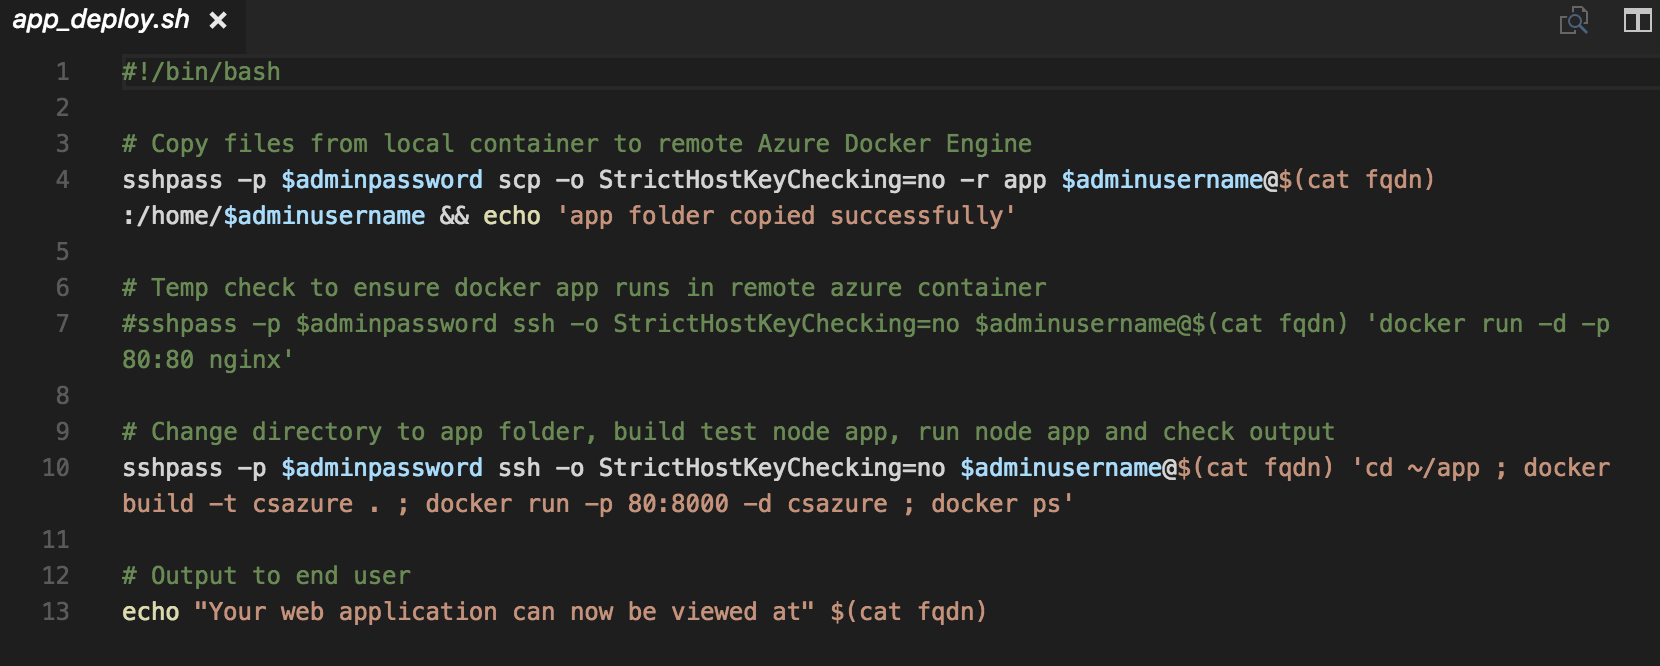 app_deploy.sh ×
1 #!/bin/bash
2
3 # Copy files from local container to remote Azure Docker Engine
4 sshpass -p $adminpassword scp -o StrictHostKeyChecking=no -r app $adminusername@$(cat fqdn)
:/home/$adminusername && echo 'app folder copied successfully'
5
6 # Temp check to ensure docker app runs in remote azure container
7 #sshpass -p $adminpassword ssh -o StrictHostKeyChecking=no $adminusername@$(cat fqdn) 'docker run -d -p
80:80 nginx'
8
9 # Change directory to app folder, build test node app, run node app and check output
10 sshpass -p $adminpassword ssh -o StrictHostKeyChecking=no $adminusername@$(cat fqdn) 'cd ~/app ; docker
build -t csazure . ; docker run -p 80:8000 -d csazure ; docker ps'
11
12 # Output to end user
13 echo "Your web application can now be viewed at" $(cat fqdn)